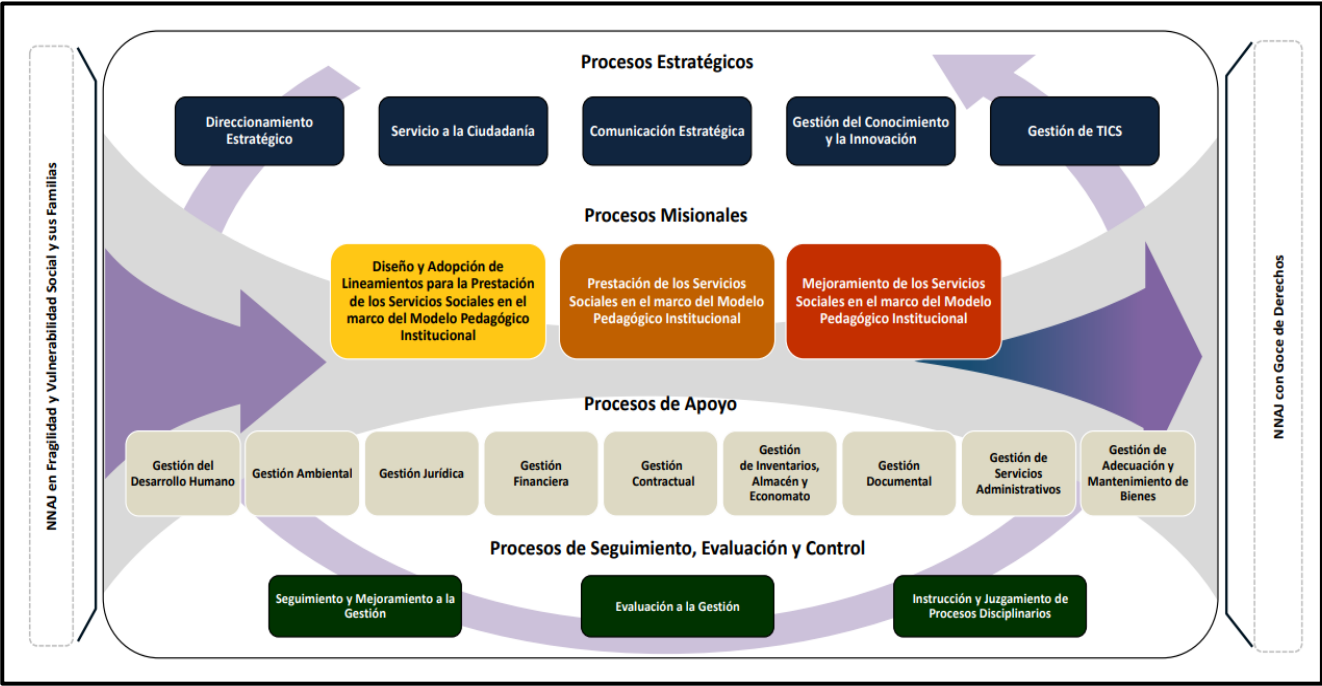 NNAJ en Fragilidad y Vulnerabilidad Social y sus Familias
Procesos Estratégicos
Direccionamiento
Estratégico
Servicio a la Ciudadanía
Comunicación Estratégica
Gestión del Conocimiento
y la Innovación
Gestión de TICS
Procesos Misionales
Diseño y Adopción de
Lineamientos para la Prestación
de los Servicios Sociales en el
marco del Modelo Pedagógico
Institucional
Prestación de los Servicios
Sociales en el marco del Modelo
Pedagógico Institucional
Mejoramiento de los Servicios
Sociales en el marco del Modelo
Pedagógico Institucional
Procesos de Apoyo
Gestión del
Desarrollo Humano
Gestión Ambiental
Gestión Jurídica
Gestión
Financiera
Gestión
Contractual
Gestión
de Inventarios,
Almacén y
Economato
Gestión
Documental
Gestión de
Servicios
Administrativos
Gestión de
Adecuación y
Mantenimiento de
Bienes
Procesos de Seguimiento, Evaluación y Control
Seguimiento y Mejoramiento a la
Gestión
Evaluación a la Gestión
Instrucción y Juzgamiento de
Procesos Disciplinarios
NNAJ con Goce de Derechos